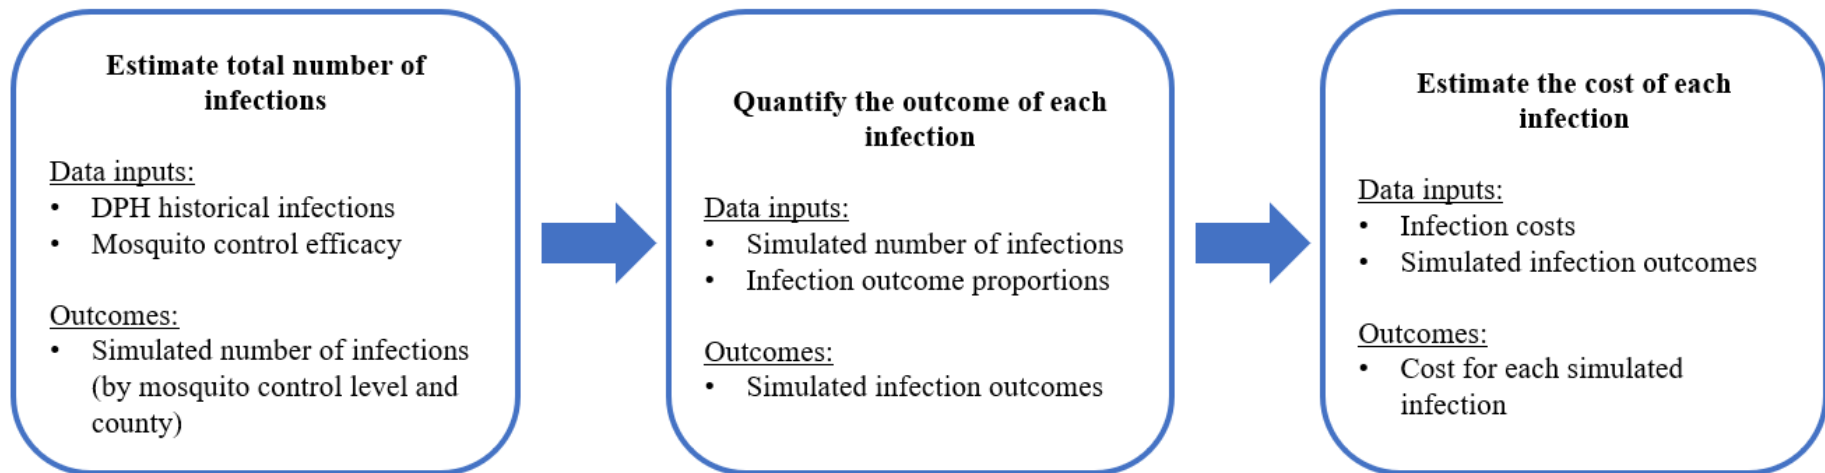 Estimate total number of
infections
Data inputs:
• DPH historical infections
• Mosquito control efficacy
Outcomes:
• Simulated number of infections
(by mosquito control level and
county)
Quantify the outcome of each
infection
Data inputs:
• Simulated number of infections
• Infection outcome proportions
Outcomes:
• Simulated infection outcomes
Estimate the cost of each
infection
Data inputs:
• Infection costs
• Simulated infection outcomes
Outcomes:
• Cost for each simulated
infection